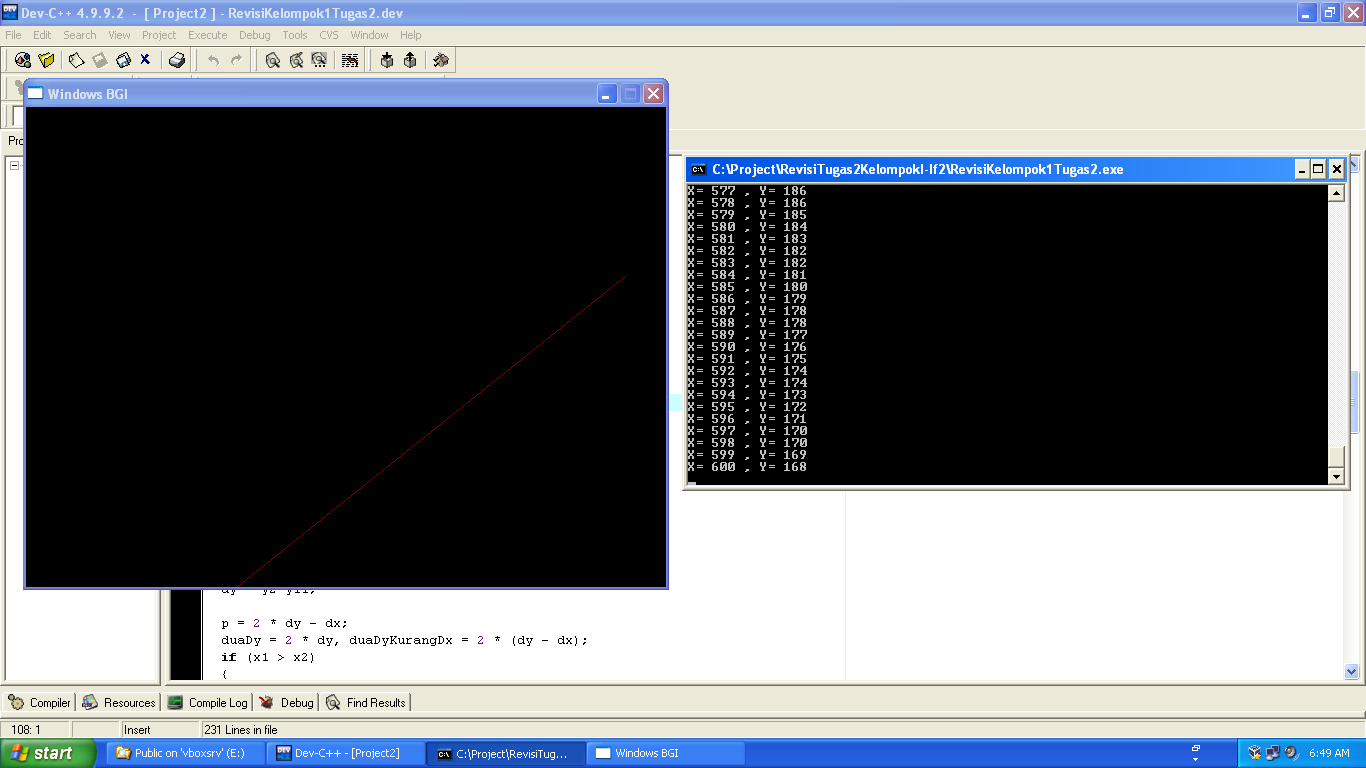 Dev-C++ 4.9.9.2 - [ Project2 ] - RevisiKelompok1Tugas2.dev
File Edit Search View Project Execute Debug Tools CVS Window Help
Windows BGI
Pro
C:\Project\RevisiTugas2KelompokI-If2\RevisiKelompok1Tugas2.exe
X= 577 , Y= 186
X= 578 , Y= 186
X= 579 , Y= 185
X= 580 , Y= 184
X= 581 , Y= 183
X= 582 , Y= 182
X= 583 , Y= 182
X= 584 , Y= 181
X= 585 , Y= 180
X= 586 , Y= 179
X= 587 , Y= 178
X= 588 , Y= 178
X= 589 , Y= 177
X= 590 , Y= 176
X= 591 , Y= 175
X= 592 , Y= 174
X= 593 , Y= 174
X= 594 , Y= 173
X= 595 , Y= 172
X= 596 , Y= 171
X= 597 , Y= 170
X= 598 , Y= 170
X= 599 , Y= 169
X= 600 , Y= 168
p = 2 * dy - dx;
duaDy = 2 * dy, duaDyKurangDx = 2 * (dy - dx);
if (x1 > x2)
{
Compiler Resources Compile Log Debug Find Results
108: 1 Insert 231 Lines in file
start Public on 'vboxsrv' (E:) Dev-C++ - [Project2] C:\Project\RevisiTug... Windows BGI 6:49 AM